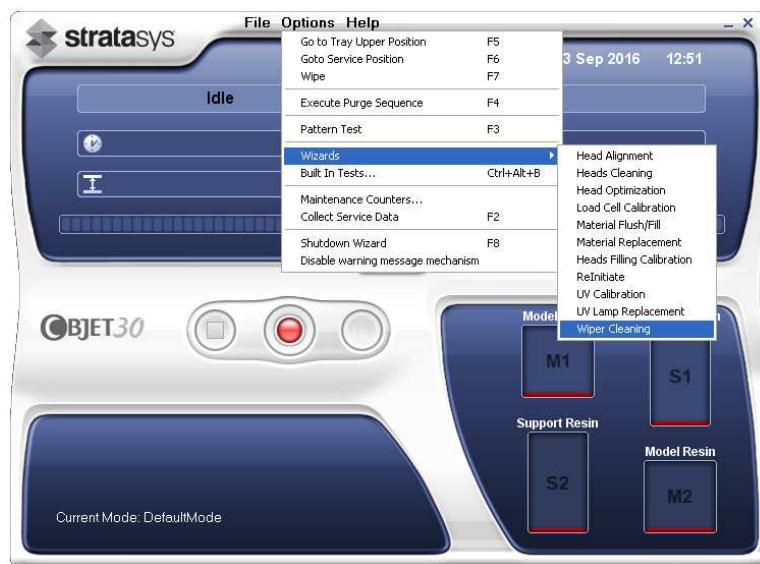 stratasys
File Options Help
3 Sep 2016 12:51
Idle
Go to Tray Upper Position F5
Goto Service Position F6
Wipe F7
Execute Purge Sequence F4
Pattern Test F3
Wizards
Built In Tests... Ctrl+Alt+B
Maintenance Counters...
Collect Service Data F2
Shutdown Wizard F8
Disable warning message mechanism
Head Alignment
Heads Cleaning
Head Optimization
Load Cell Calibration
Material Flush/Fill
Material Replacement
Heads Filling Calibration
ReInitiate
UV Calibration
UV Lamp Replacement
Wiper Cleaning
OBJET30
Model
M1
S1
Support Resin
S2
Model Resin
M2
Current Mode: DefaultMode